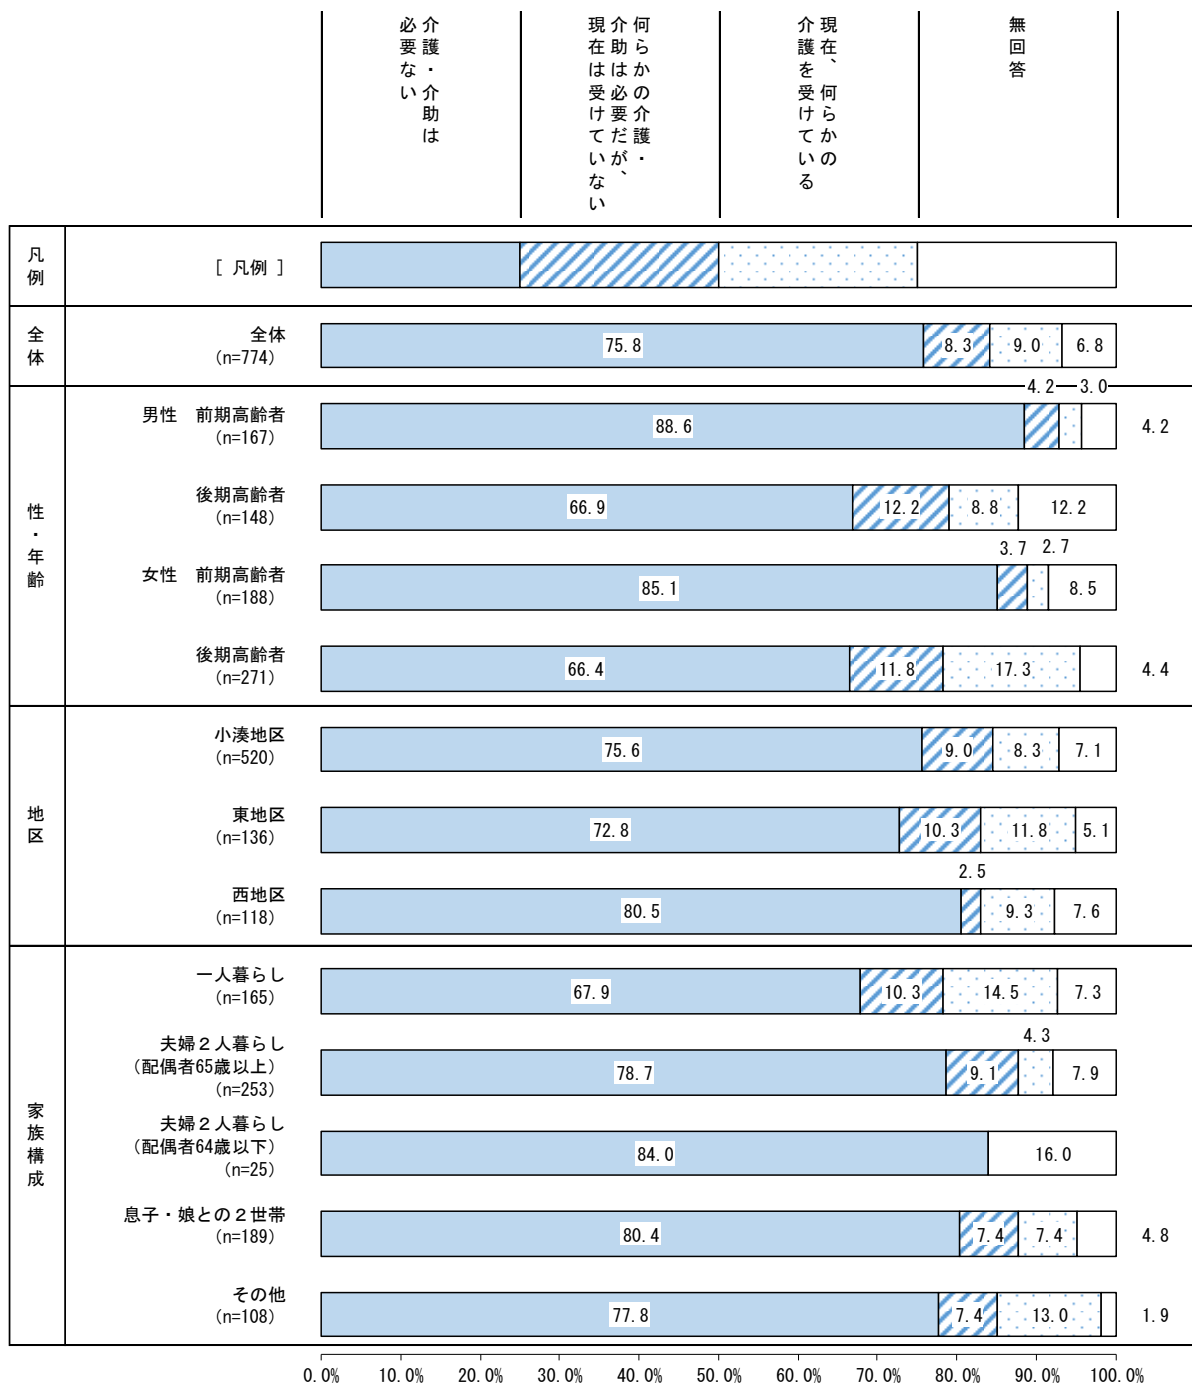 介護・介助は
必要ない
何らかの介護・
介助は必要だが、
現在は受けていない
現在、何らかの
介護を受けている
無回答
凡例
［ 凡例 ］
全体
全体
(n=774)
75.8
8.3
9.0
6.8
性・年齢
男性　前期高齢者
(n=167)
88.6
4.2
3.0
4.2
後期高齢者
(n=148)
66.9
12.2
8.8
12.2
女性　前期高齢者
(n=188)
85.1
3.7
2.7
8.5
後期高齢者
(n=271)
66.4
11.8
17.3
4.4
地区
小湊地区
(n=520)
75.6
9.0
8.3
7.1
東地区
(n=136)
72.8
10.3
11.8
5.1
西地区
(n=118)
80.5
2.5
9.3
7.6
家族構成
一人暮らし
(n=165)
67.9
10.3
14.5
7.3
夫婦２人暮らし
(配偶者65歳以上)
(n=253)
78.7
9.1
4.3
7.9
夫婦２人暮らし
(配偶者64歳以下)
(n=25)
84.0
16.0
息子・娘との２世帯
(n=189)
80.4
7.4
7.4
4.8
その他
(n=108)
77.8
7.4
13.0
1.9
0.0% 10.0% 20.0% 30.0% 40.0% 50.0% 60.0% 70.0% 80.0% 90.0% 100.0%